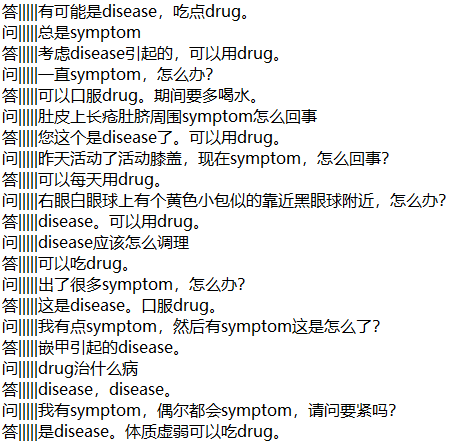 答|||||有可能是disease，吃点drug。
问|||||总是symptom
答|||||考虑disease引起的，可以用drug。
问|||||一直symptom，怎么办？
答|||||可以口服drug。期间要多喝水。
问|||||肚皮上长疮肚脐周围symptom怎么回事
答|||||您这个是disease了。可以用drug。
问|||||昨天活动了活动膝盖，现在symptom，怎么回事？
答|||||可以每天用drug。
问|||||右眼白眼球上有个黄色小包似的靠近黑眼球附近，怎么办？
答|||||disease。可以用drug。
问|||||disease应该怎么调理
答|||||可以吃drug。
问|||||出了很多symptom，怎么办？
答|||||这是disease。口服drug。
问|||||我有点symptom，然后有symptom这是怎么了？
答|||||嵌甲引起的disease。
问|||||drug治什么病
答|||||disease，disease。
问|||||我有symptom，偶尔都会symptom，请问要紧吗？
答|||||是disease。体质虚弱可以吃drug。